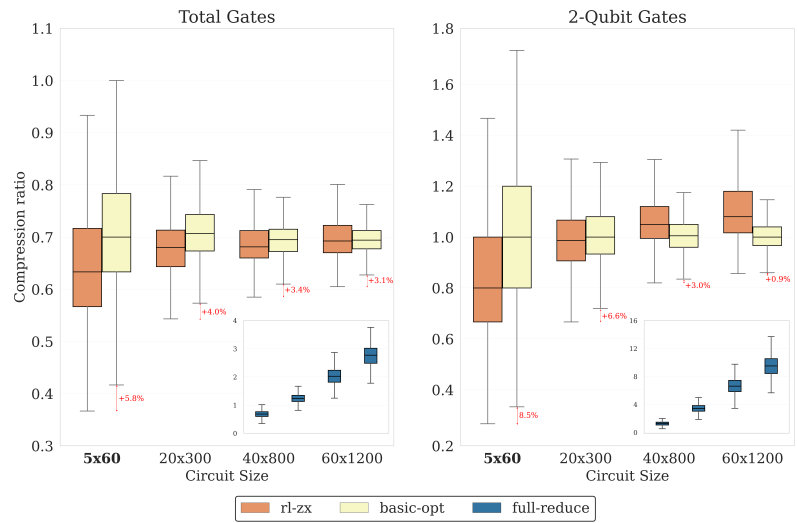 Total Gates
2-Qubit Gates
Compression ratio
1.1
1.0
0.9
0.8
0.7
0.6
0.5
0.4
0.3
+5.8%
+4.0%
+3.4%
+3.1%
4
3
2
1
0
5x60
20x300
40x800
60x1200
Circuit Size
1.8
1.6
1.4
1.2
1.0
0.8
0.6
0.4
0.2
8.5%
+6.6%
+3.0%
+0.9%
16
12
8
4
0
5x60
20x300
40x800
60x1200
Circuit Size
rl-zx
basic-opt
full-reduce